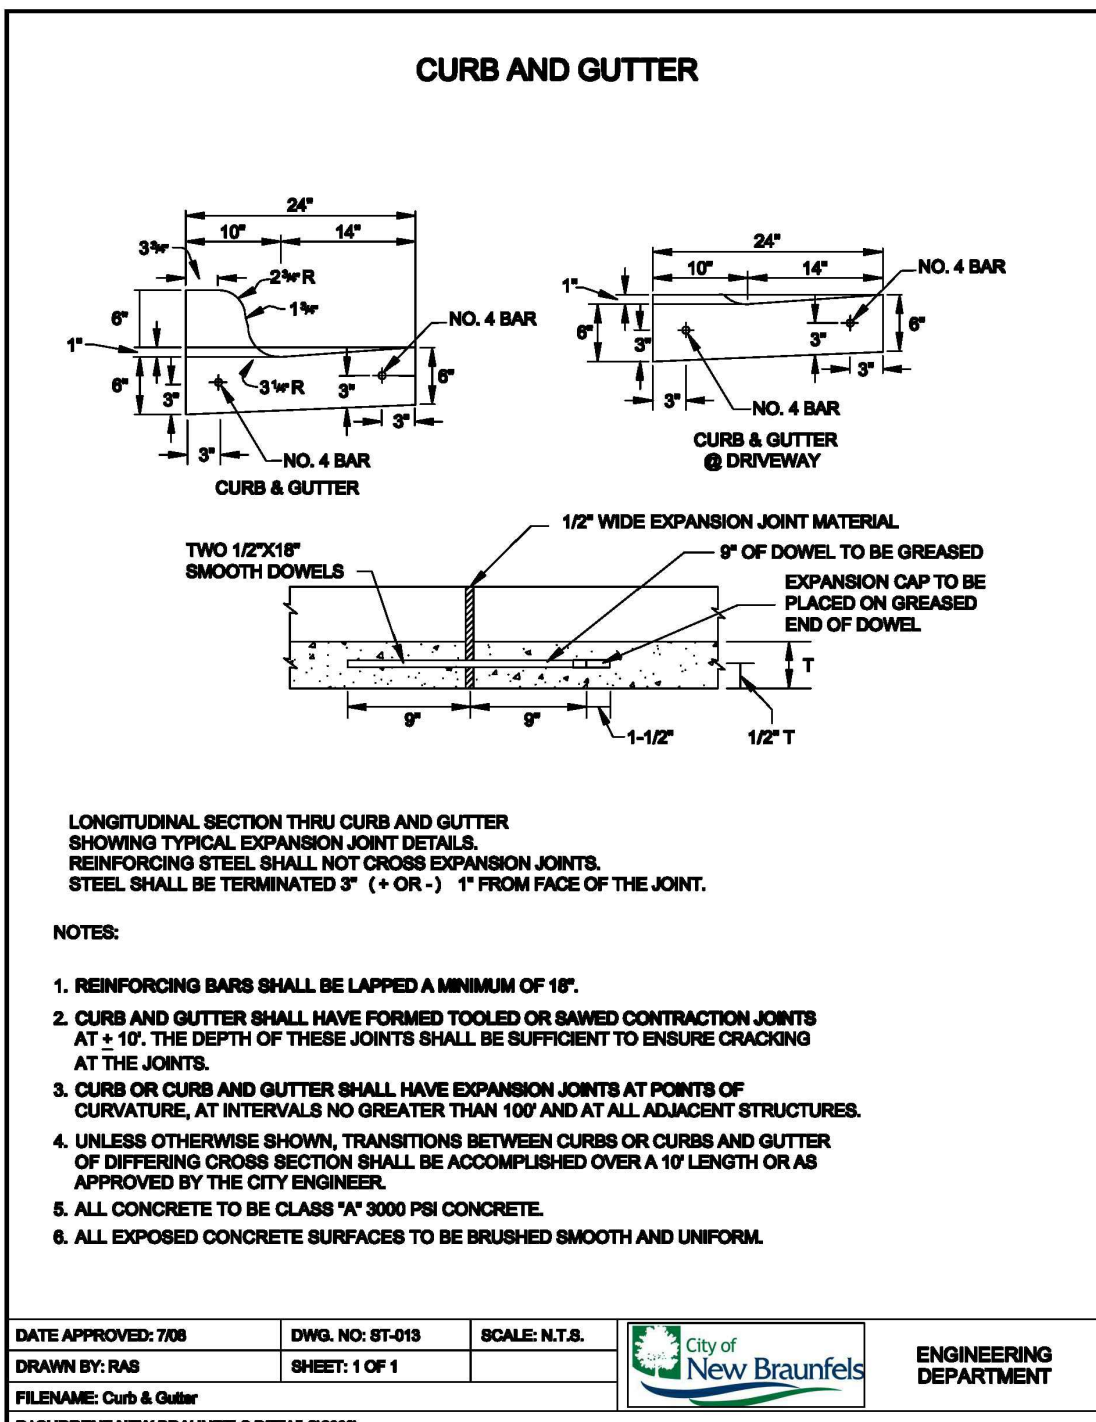 CURB AND GUTTER
24"
10"
14"
3 3/4"
2 3/4" R
1 3/4"
6"
1"
NO. 4 BAR
6"
3"
3 1/4" R
3"
6"
3"
3"
NO. 4 BAR
CURB & GUTTER
24"
10"
14"
NO. 4 BAR
1"
6"
3"
3"
6"
3"
3"
NO. 4 BAR
CURB & GUTTER
@ DRIVEWAY
1/2" WIDE EXPANSION JOINT MATERIAL
TWO 1/2"X18"
SMOOTH DOWELS
9" OF DOWEL TO BE GREASED
EXPANSION CAP TO BE
PLACED ON GREASED
END OF DOWEL
T
9"
9"
1-1/2"
1/2" T
LONGITUDINAL SECTION THRU CURB AND GUTTER
SHOWING TYPICAL EXPANSION JOINT DETAILS.
REINFORCING STEEL SHALL NOT CROSS EXPANSION JOINTS.
STEEL SHALL BE TERMINATED 3" (+ OR -) 1" FROM FACE OF THE JOINT.
NOTES:
1. REINFORCING BARS SHALL BE LAPPED A MINIMUM OF 18".
2. CURB AND GUTTER SHALL HAVE FORMED TOOLED OR SAWED CONTRACTION JOINTS
AT ± 10'. THE DEPTH OF THESE JOINTS SHALL BE SUFFICIENT TO ENSURE CRACKING
AT THE JOINTS.
3. CURB OR CURB AND GUTTER SHALL HAVE EXPANSION JOINTS AT POINTS OF
CURVATURE, AT INTERVALS NO GREATER THAN 100' AND AT ALL ADJACENT STRUCTURES.
4. UNLESS OTHERWISE SHOWN, TRANSITIONS BETWEEN CURBS OR CURBS AND GUTTER
OF DIFFERING CROSS SECTION SHALL BE ACCOMPLISHED OVER A 10' LENGTH OR AS
APPROVED BY THE CITY ENGINEER.
5. ALL CONCRETE TO BE CLASS "A" 3000 PSI CONCRETE.
6. ALL EXPOSED CONCRETE SURFACES TO BE BRUSHED SMOOTH AND UNIFORM.
DATE APPROVED: 7/08
DWG. NO: ST-013
SCALE: N.T.S.
DRAWN BY: RAS
SHEET: 1 OF 1
FILENAME: Curb & Gutter
City of
New Braunfels
ENGINEERING
DEPARTMENT